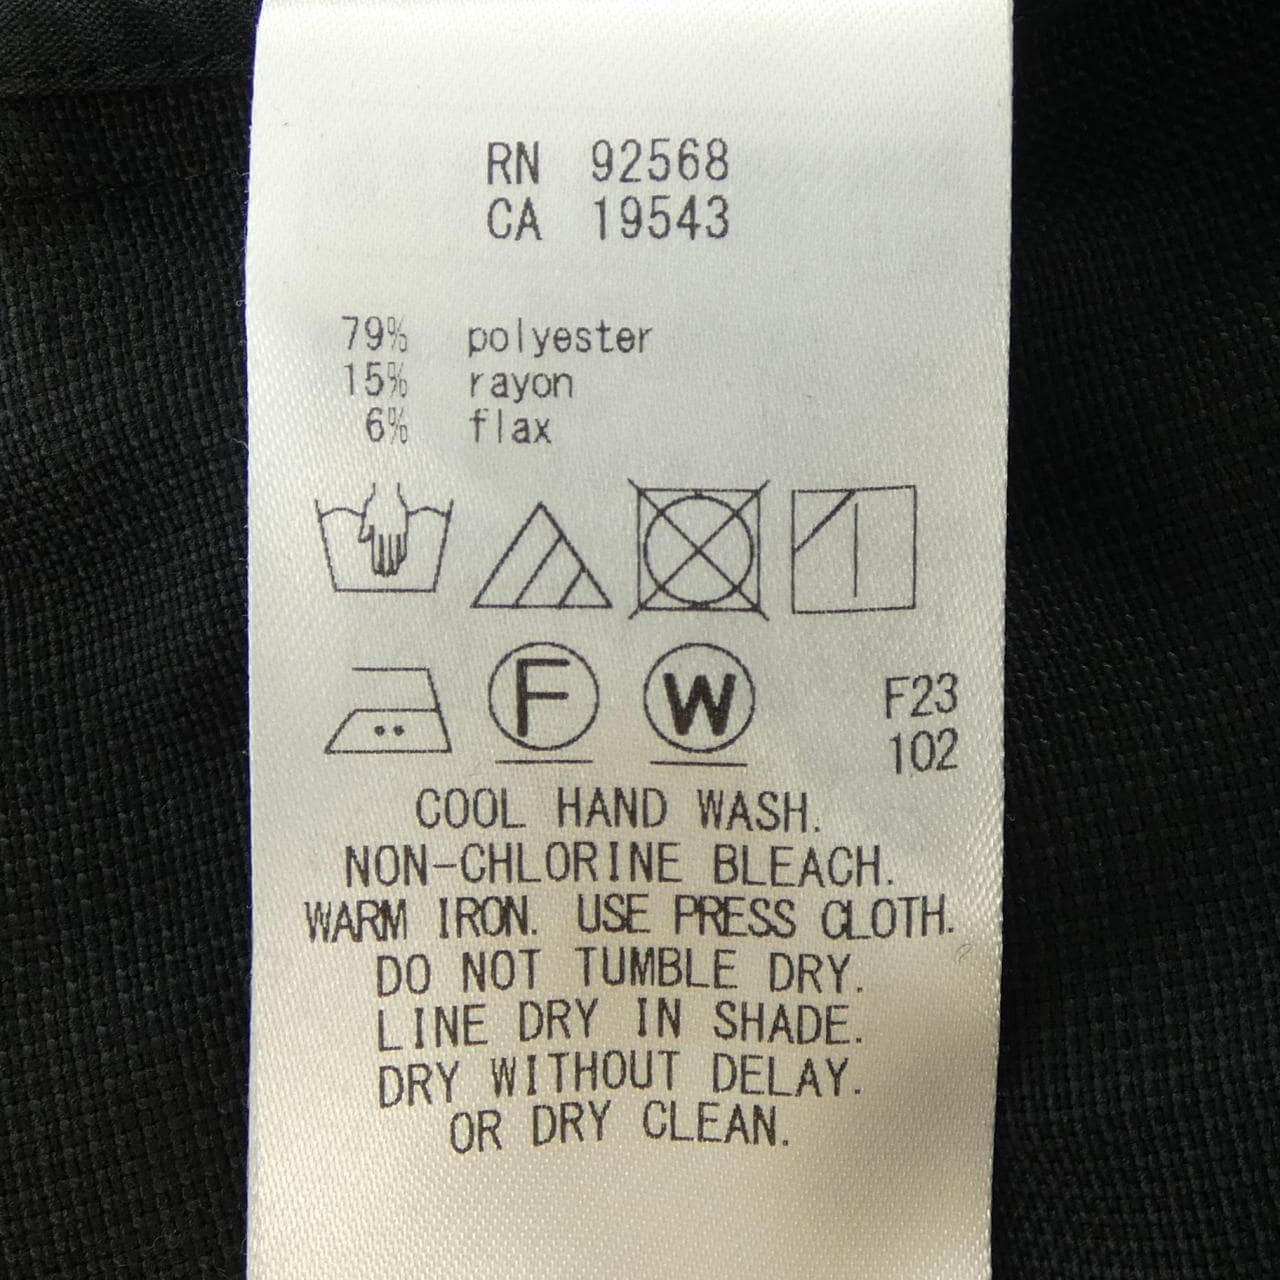 RN 92568
CA 19543
79% polyester
15% rayon
6% flax
F W F23
102
COOL HAND WASH.
NON-CHLORINE BLEACH.
WARM IRON. USE PRESS CLOTH.
DO NOT TUMBLE DRY.
LINE DRY IN SHADE.
DRY WITHOUT DELAY.
OR DRY CLEAN.